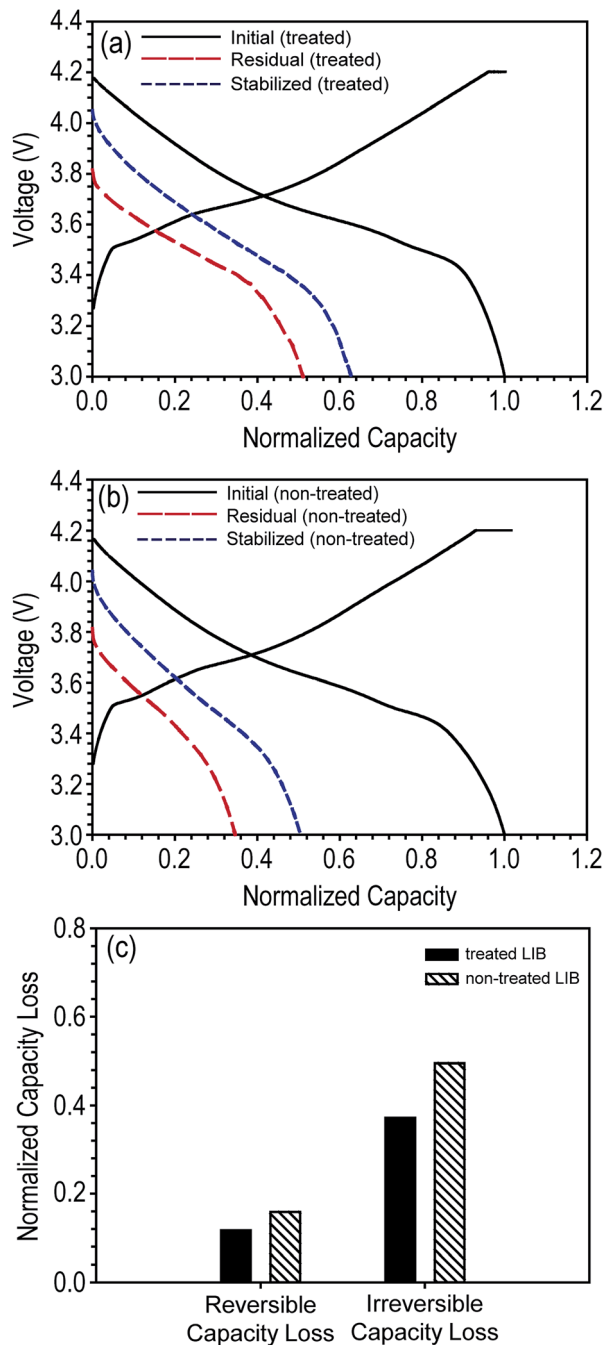 (a)
Initial (treated)
Residual (treated)
Stabilized (treated)
4.4
4.2
4.0
3.8
3.6
3.4
3.2
3.0
Voltage (V)
0.0 0.2 0.4 0.6 0.8 1.0 1.2
Normalized Capacity
(b)
Initial (non-treated)
Residual (non-treated)
Stabilized (non-treated)
4.4
4.2
4.0
3.8
3.6
3.4
3.2
3.0
Voltage (V)
0.0 0.2 0.4 0.6 0.8 1.0 1.2
Normalized Capacity
(c)
treated LIB
non-treated LIB
0.8
0.6
0.4
0.2
0.0
Normalized Capacity Loss
Reversible
Capacity Loss
Irreversible
Capacity Loss